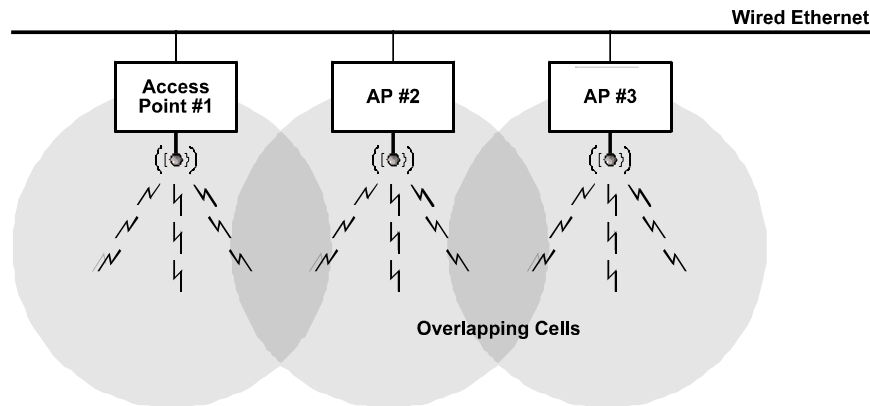 Wired Ethernet
Access
Point #1
AP #2
AP #3
Overlapping Cells